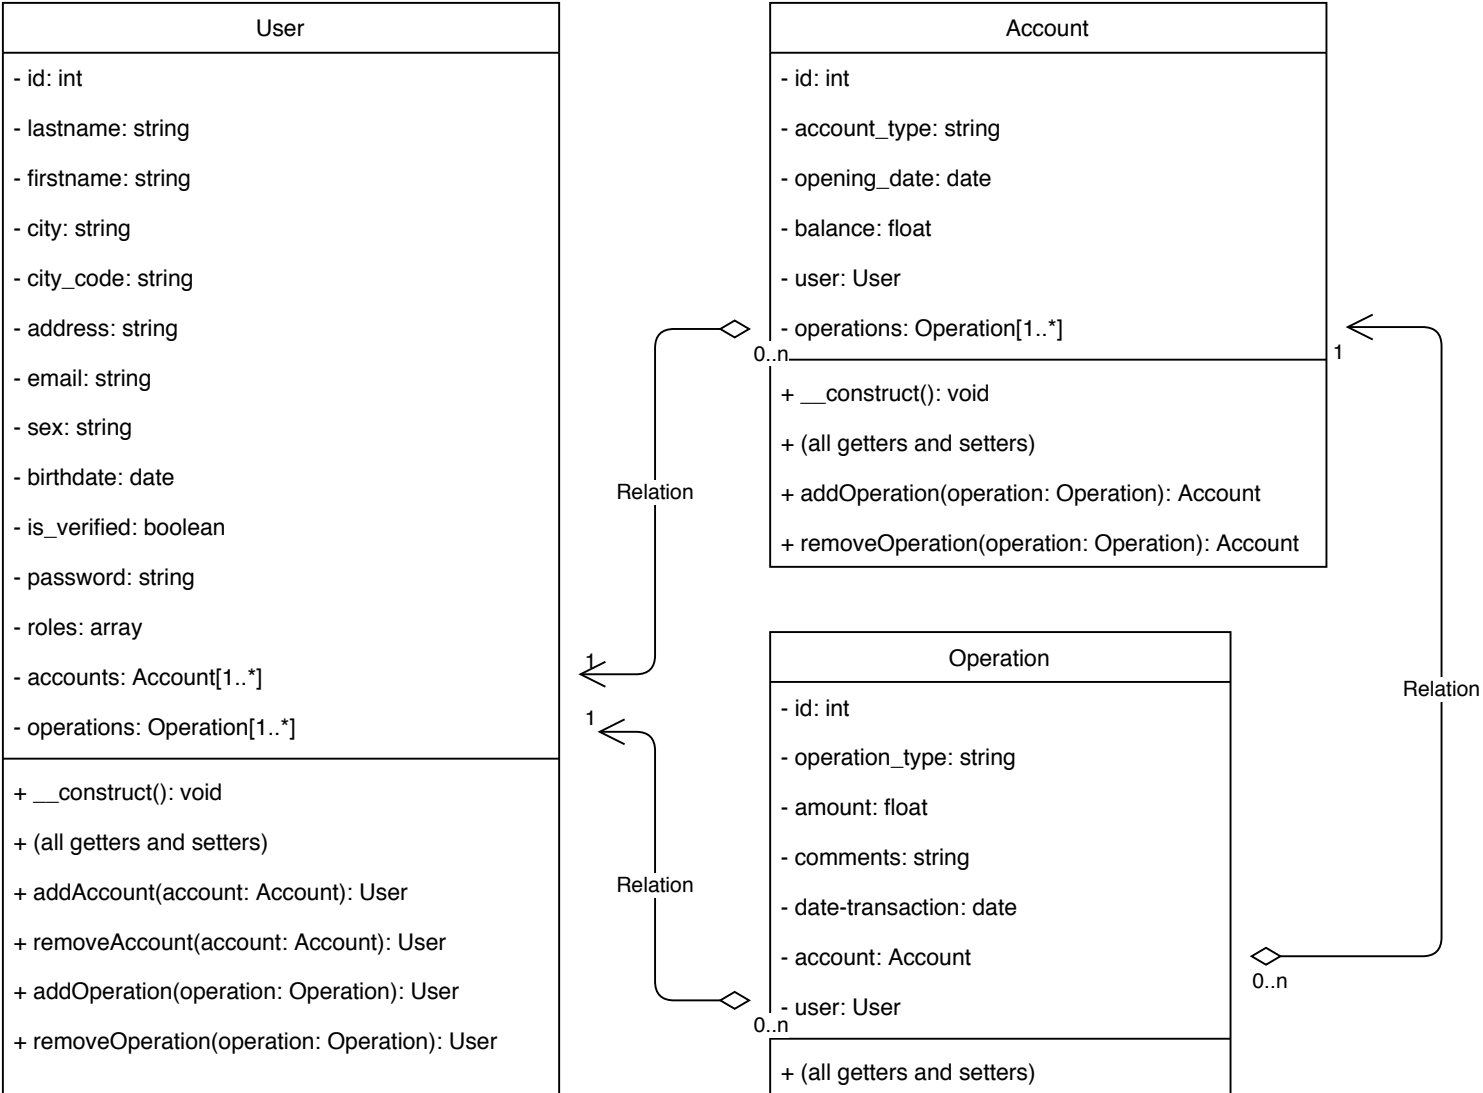 User
- id: int
- lastname: string
- firstname: string
- city: string
- city_code: string
- address: string
- email: string
- sex: string
- birthdate: date
- is_verified: boolean
- password: string
- roles: array
- accounts: Account[1..*]
- operations: Operation[1..*]
+ __construct(): void
+ (all getters and setters)
+ addAccount(account: Account): User
+ removeAccount(account: Account): User
+ addOperation(operation: Operation): User
+ removeOperation(operation: Operation): User
0..n
Relation
1
1
Relation
0..n
Account
- id: int
- account_type: string
- opening_date: date
- balance: float
- user: User
- operations: Operation[1..*]
+ __construct(): void
+ (all getters and setters)
+ addOperation(operation: Operation): Account
+ removeOperation(operation: Operation): Account
Operation
- id: int
- operation_type: string
- amount: float
- comments: string
- date-transaction: date
- account: Account
- user: User
+ (all getters and setters)
1
Relation
0..n